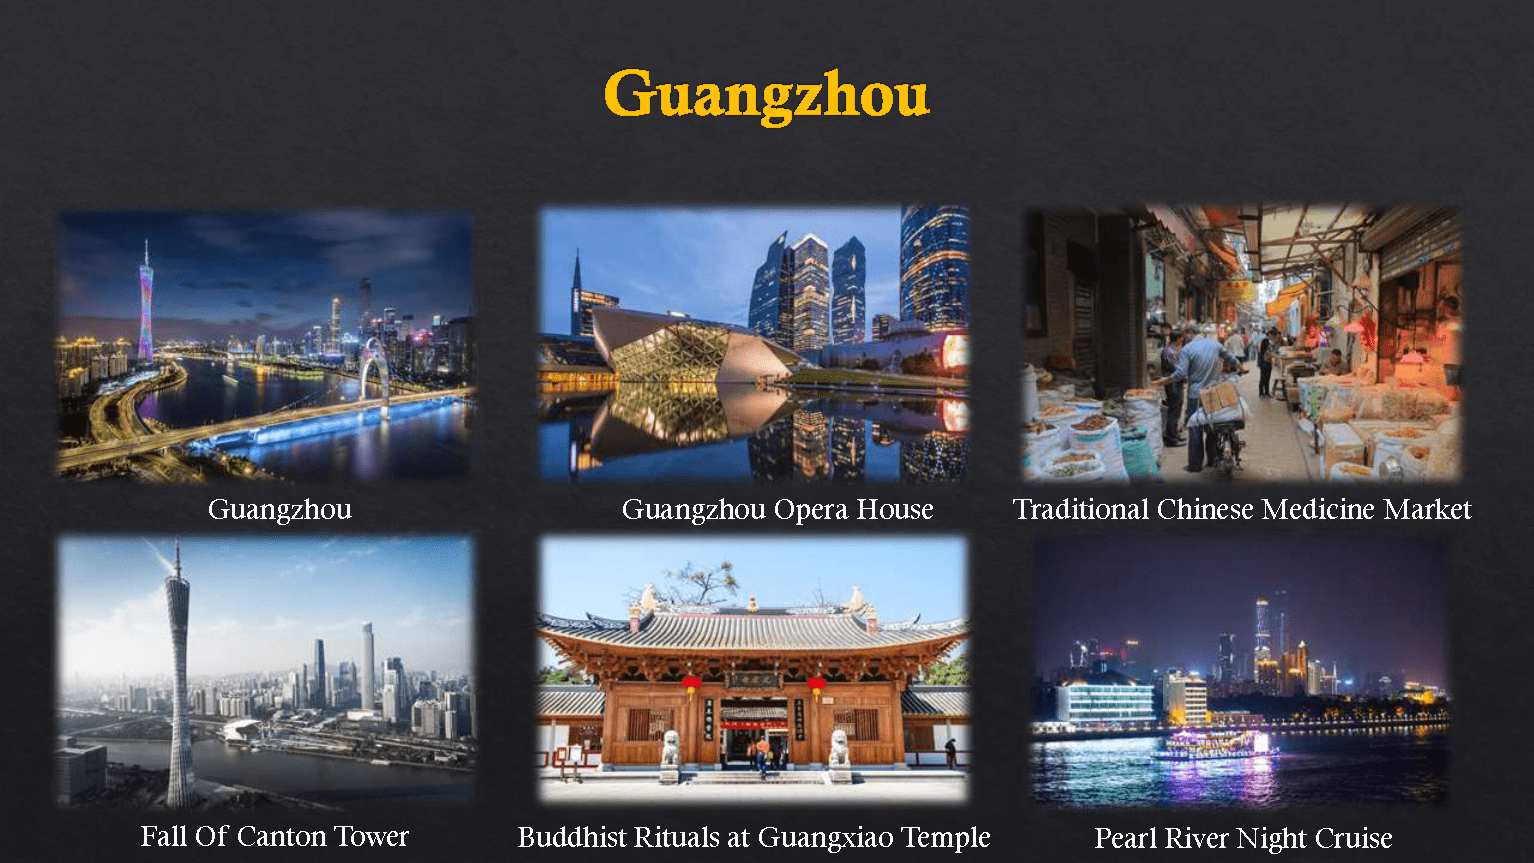 Guangzhou
Guangzhou
Guangzhou Opera House
Traditional Chinese Medicine Market
Fall Of Canton Tower
Buddhist Rituals at Guangxiao Temple
Pearl River Night Cruise